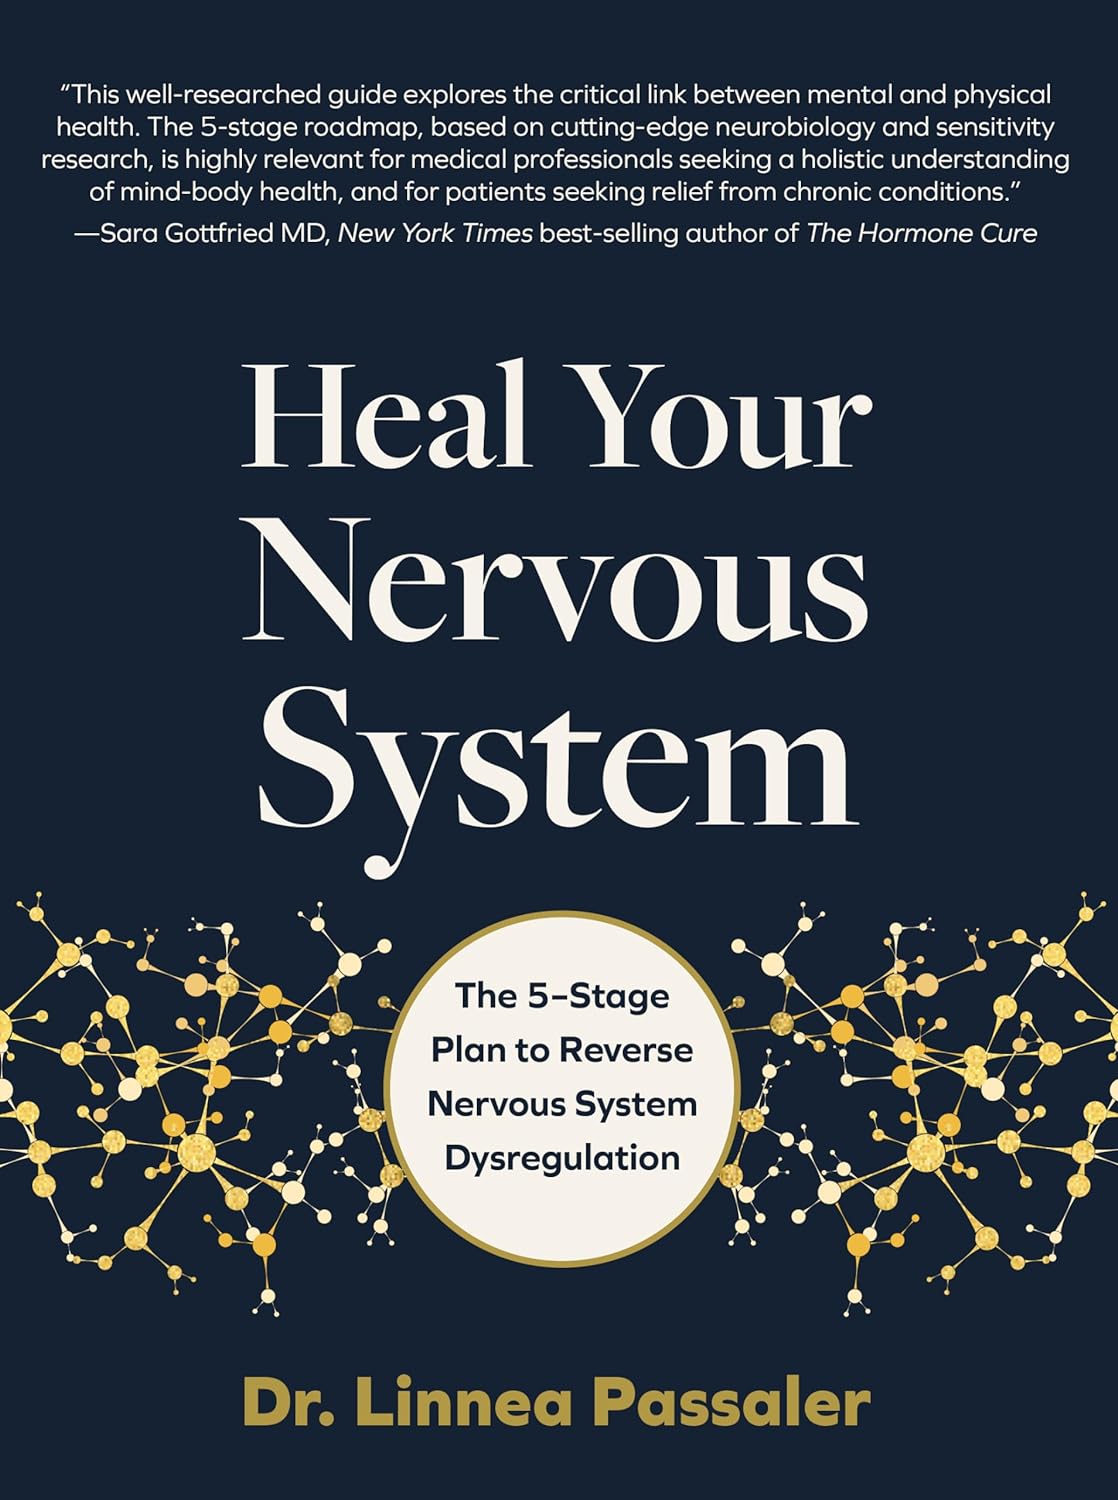 “This well-researched guide explores the critical link between mental and physical
health. The 5-stage roadmap, based on cutting-edge neurobiology and sensitivity
research, is highly relevant for medical professionals seeking a holistic understanding
of mind-body health, and for patients seeking relief from chronic conditions.”
—Sara Gottfried MD, New York Times best-selling author of The Hormone Cure
Heal Your
Nervous
System
The 5–Stage
Plan to Reverse
Nervous System
Dysregulation
Dr. Linnea Passaler